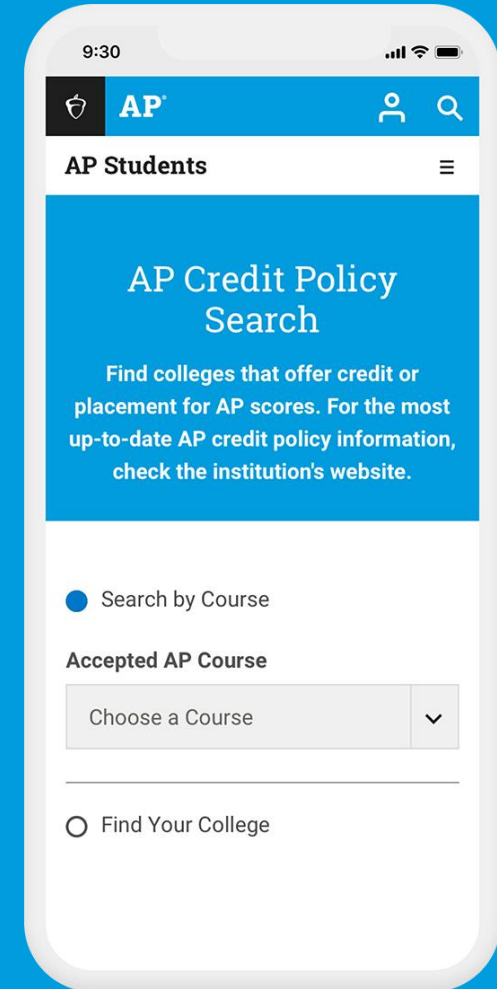 9:30
AP®
AP Students
AP Credit Policy
Search
Find colleges that offer credit or
placement for AP scores. For the most
up-to-date AP credit policy information,
check the institution's website.
Search by Course
Accepted AP Course
Choose a Course
Find Your College